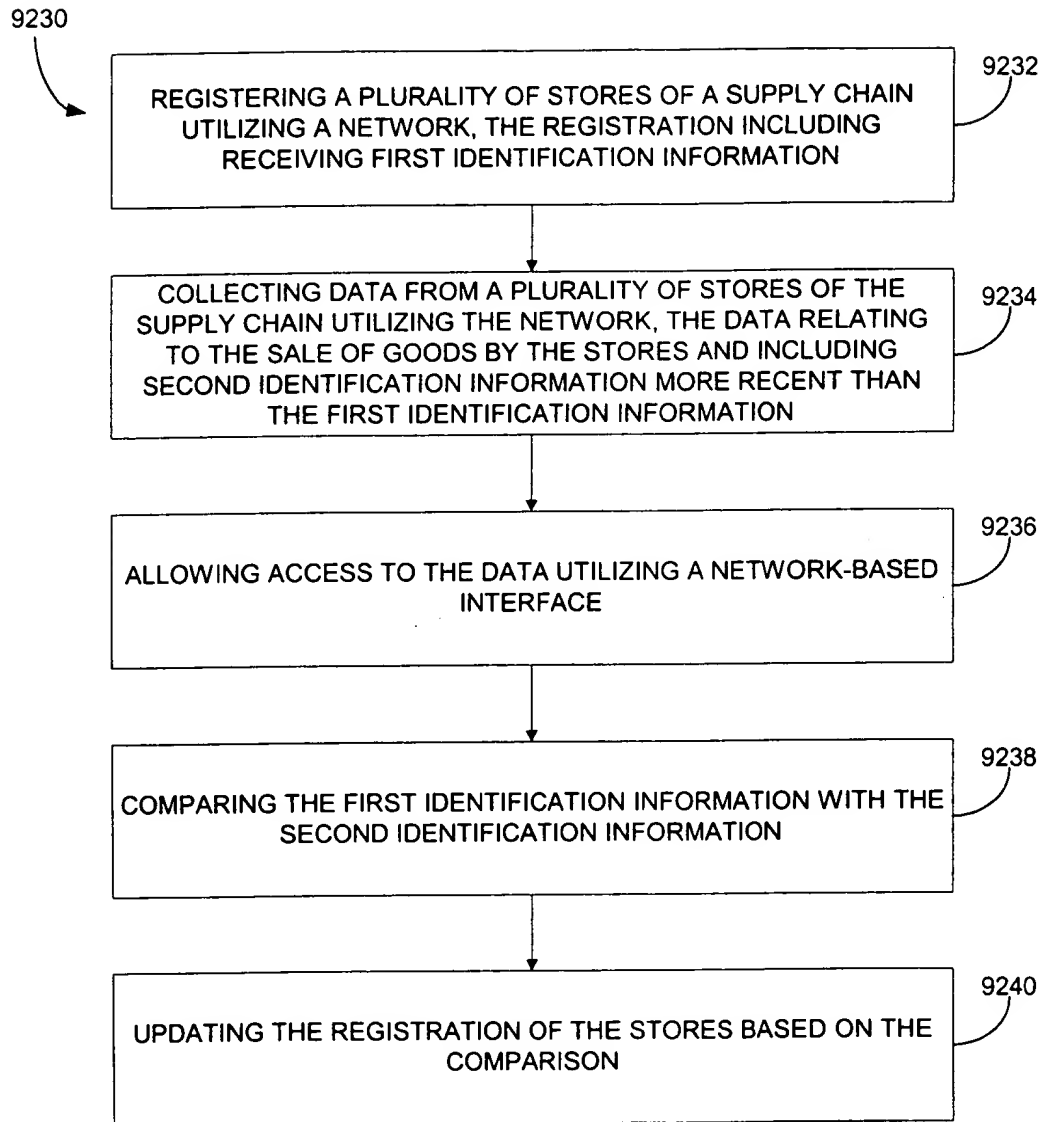 9230
9232
REGISTERING A PLURALITY OF STORES OF A SUPPLY CHAIN
UTILIZING A NETWORK, THE REGISTRATION INCLUDING
RECEIVING FIRST IDENTIFICATION INFORMATION
9234
COLLECTING DATA FROM A PLURALITY OF STORES OF THE
SUPPLY CHAIN UTILIZING THE NETWORK, THE DATA RELATING
TO THE SALE OF GOODS BY THE STORES AND INCLUDING
SECOND IDENTIFICATION INFORMATION MORE RECENT THAN
THE FIRST IDENTIFICATION INFORMATION
9236
ALLOWING ACCESS TO THE DATA UTILIZING A NETWORK-BASED
INTERFACE
9238
COMPARING THE FIRST IDENTIFICATION INFORMATION WITH THE
SECOND IDENTIFICATION INFORMATION
9240
UPDATING THE REGISTRATION OF THE STORES BASED ON THE
COMPARISON